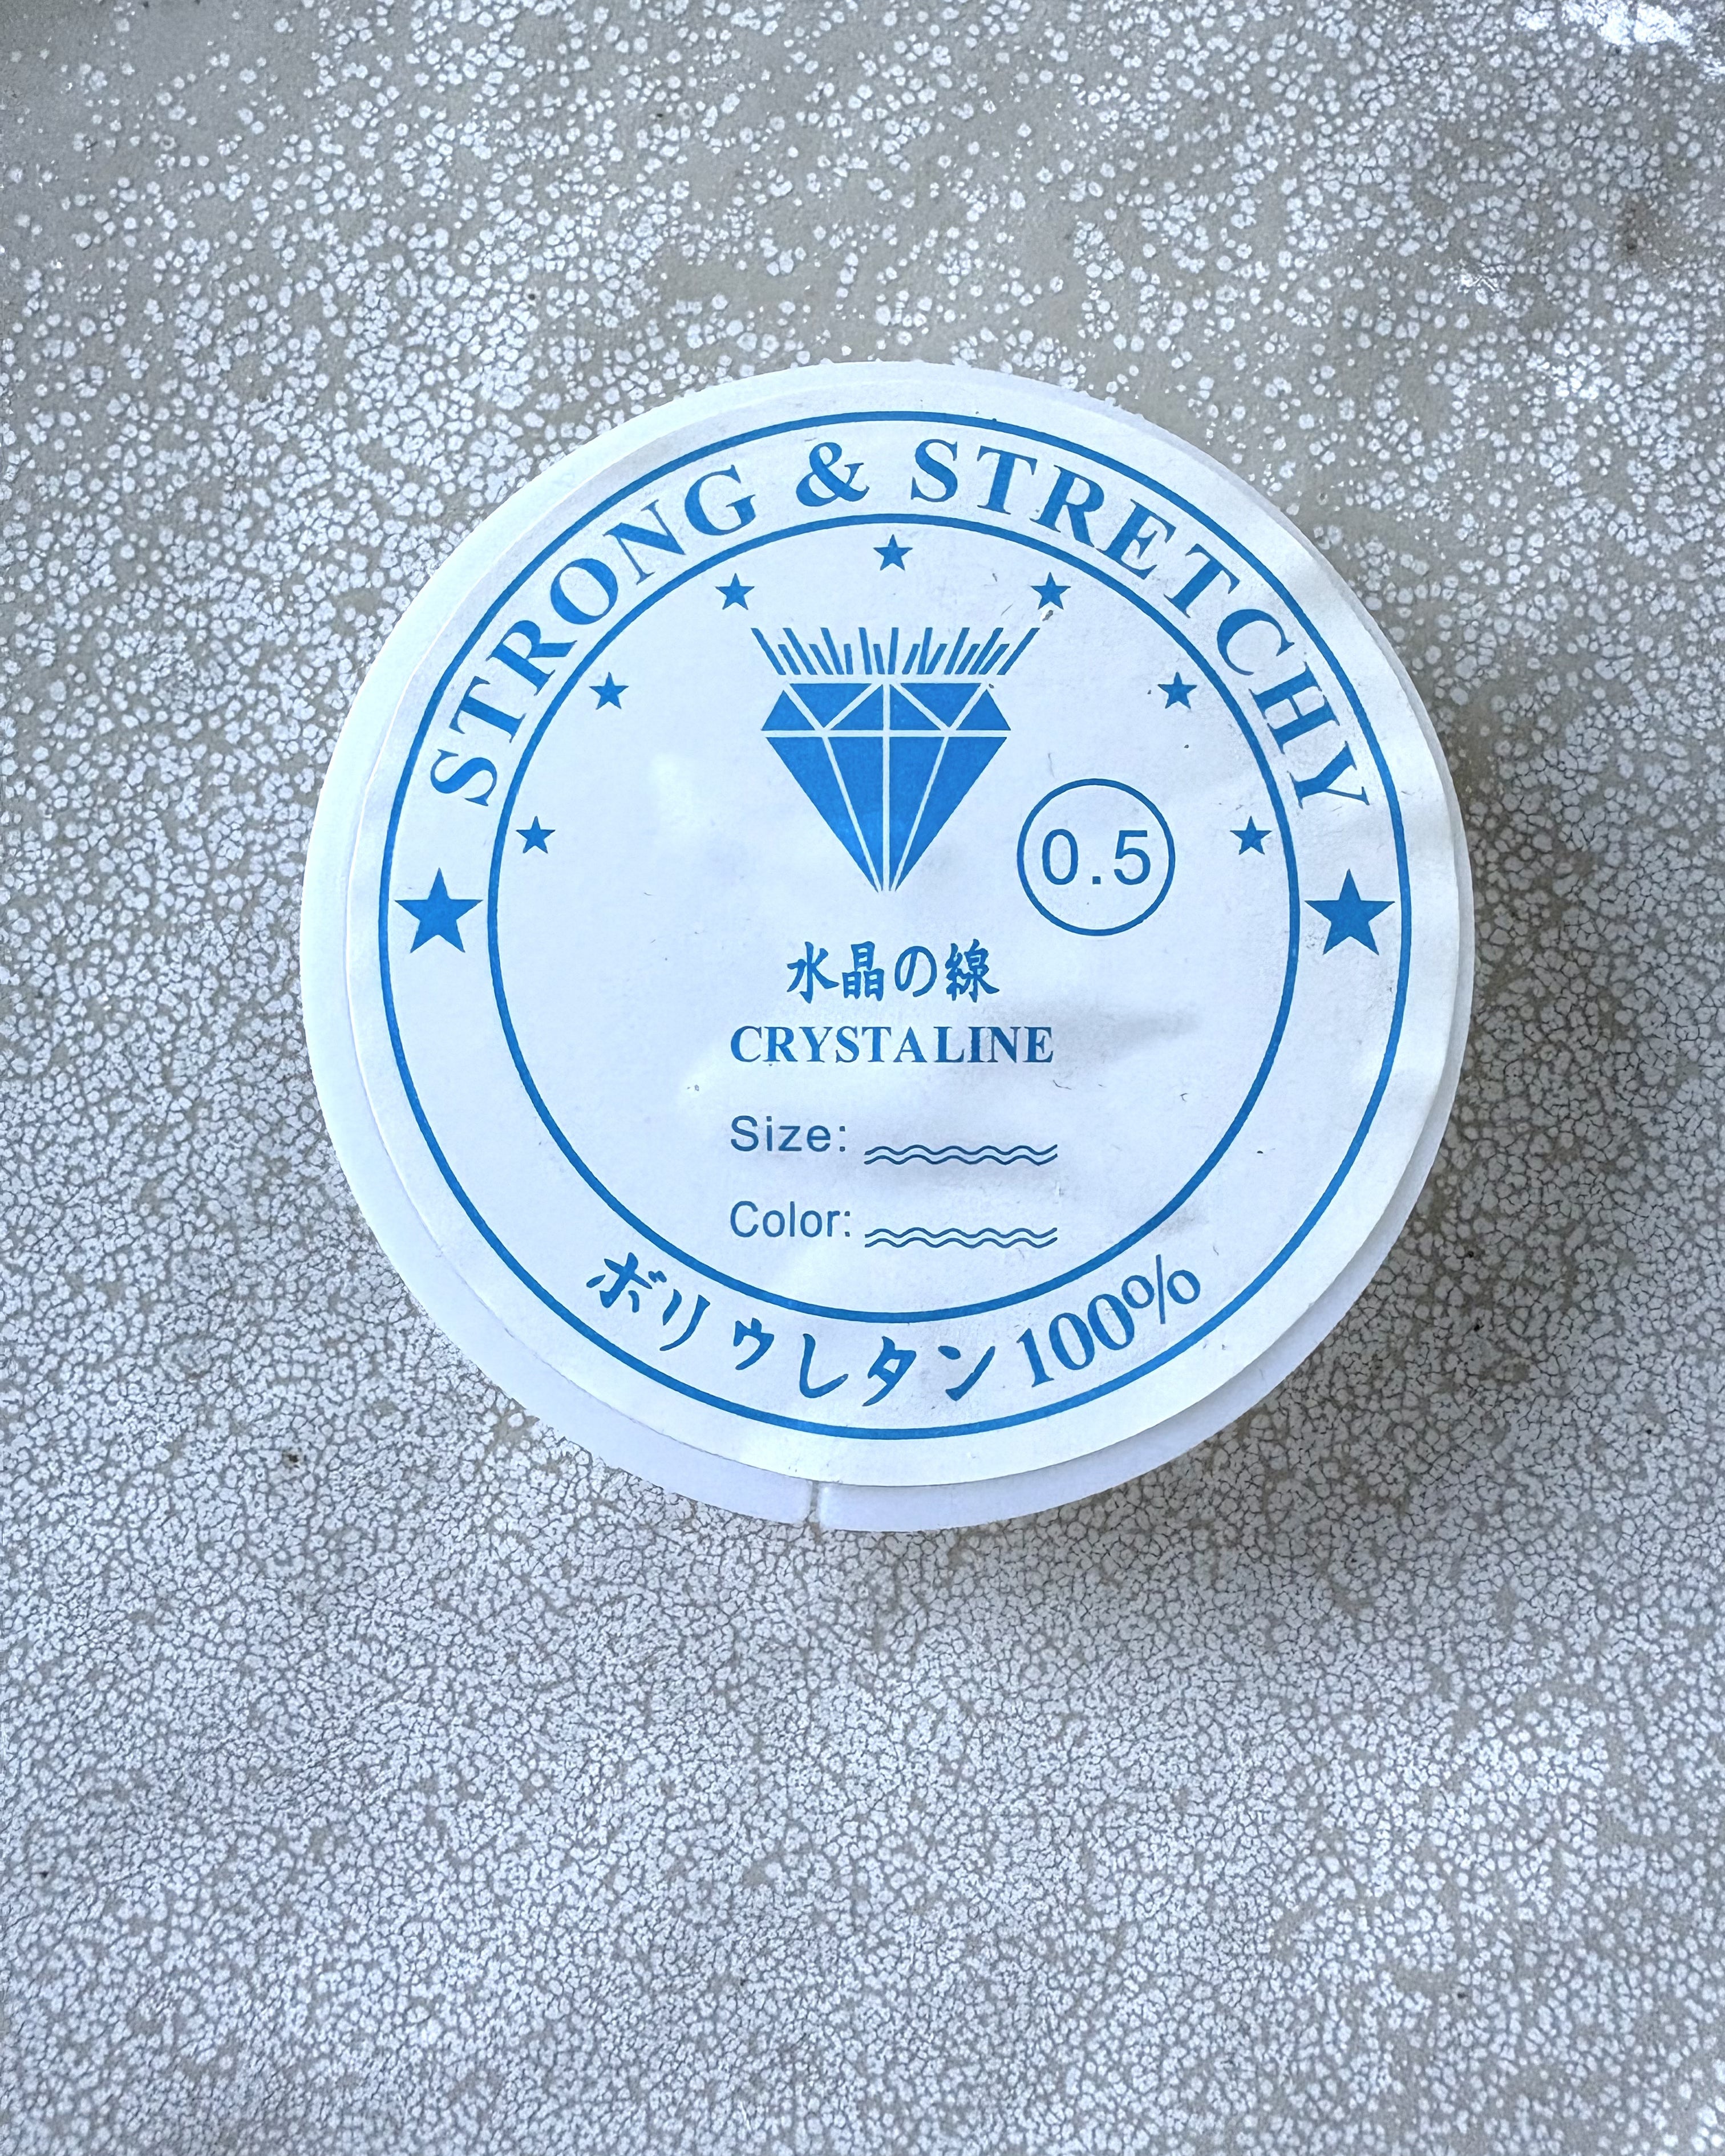 STRONG & STRETCHY
0.5
水晶の線
CRYSTALINE
Size:
Color:
ボリウレタン100%